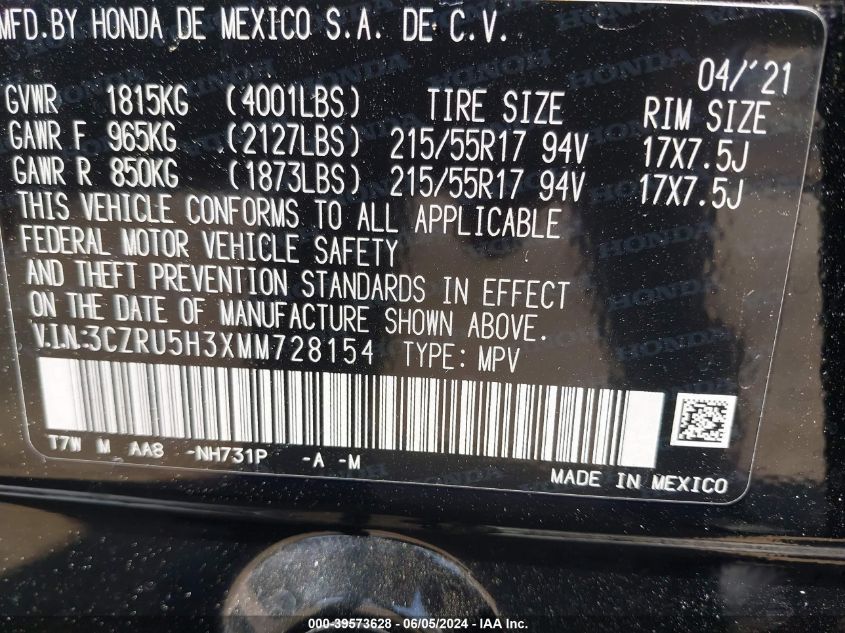 MFD.BY HONDA DE MEXICO S.A. DE C.V.
04/'21
GVWR 1815KG (4001LBS) TIRE SIZE RIM SIZE
GAWR F 965KG (2127LBS) 215/55R17 94V 17X7.5J
GAWR R 850KG (1873LBS) 215/55R17 94V 17X7.5J
THIS VEHICLE CONFORMS TO ALL APPLICABLE
FEDERAL MOTOR VEHICLE SAFETY
AND THEFT PREVENTION STANDARDS IN EFFECT
ON THE DATE OF MANUFACTURE SHOWN ABOVE.
V.I.N.:3CZRU5H3XMM728154 TYPE: MPV
T7W M_ AA8 -NH731P -A -M
MADE IN MEXICO
000-39573628 - 06/05/2024 - IAA Inc.